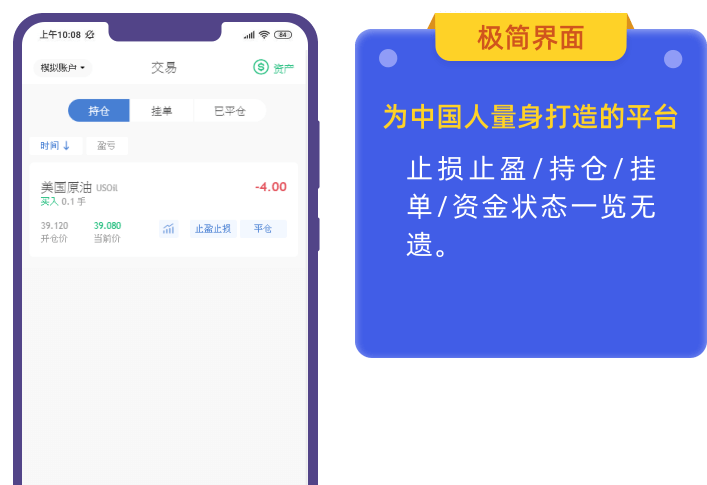 上午10:08
84
模拟账户
交易
资产
持仓
挂单
已平仓
时间
盈亏
美国原油 USOil
-4.00
买入 0.1 手
39.120
39.080
开仓价
当前价
止盈止损
平仓
极简界面
为中国人量身打造的平台
止损止盈/持仓/挂
单/资金状态一览无
遗。